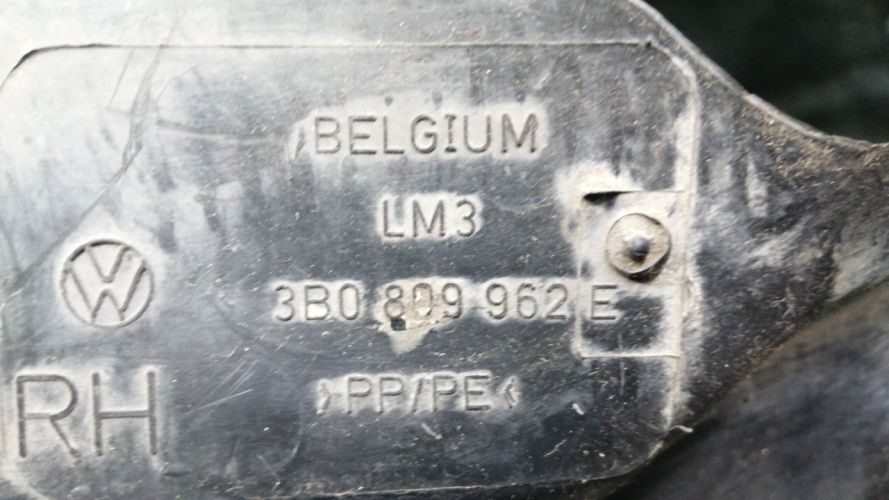 BELGIUM
LM3
3B0 809 962 E
RH
>PP/PE<